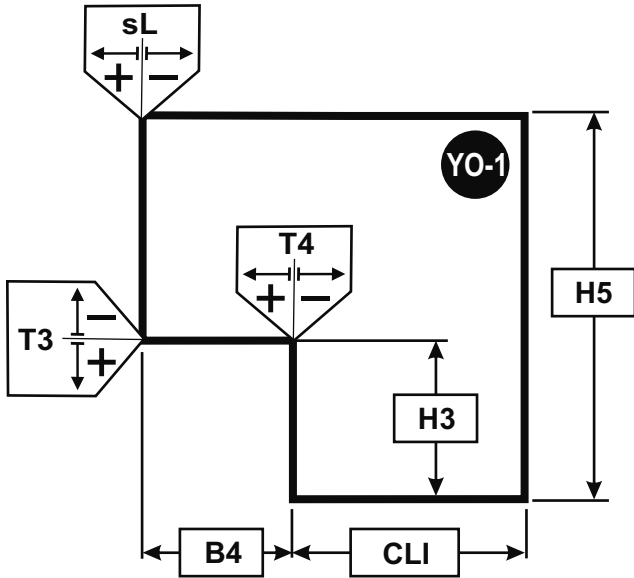 sL
+ −
YO-1
T4
+ −
H5
T3
−
+
H3
B4
CLI